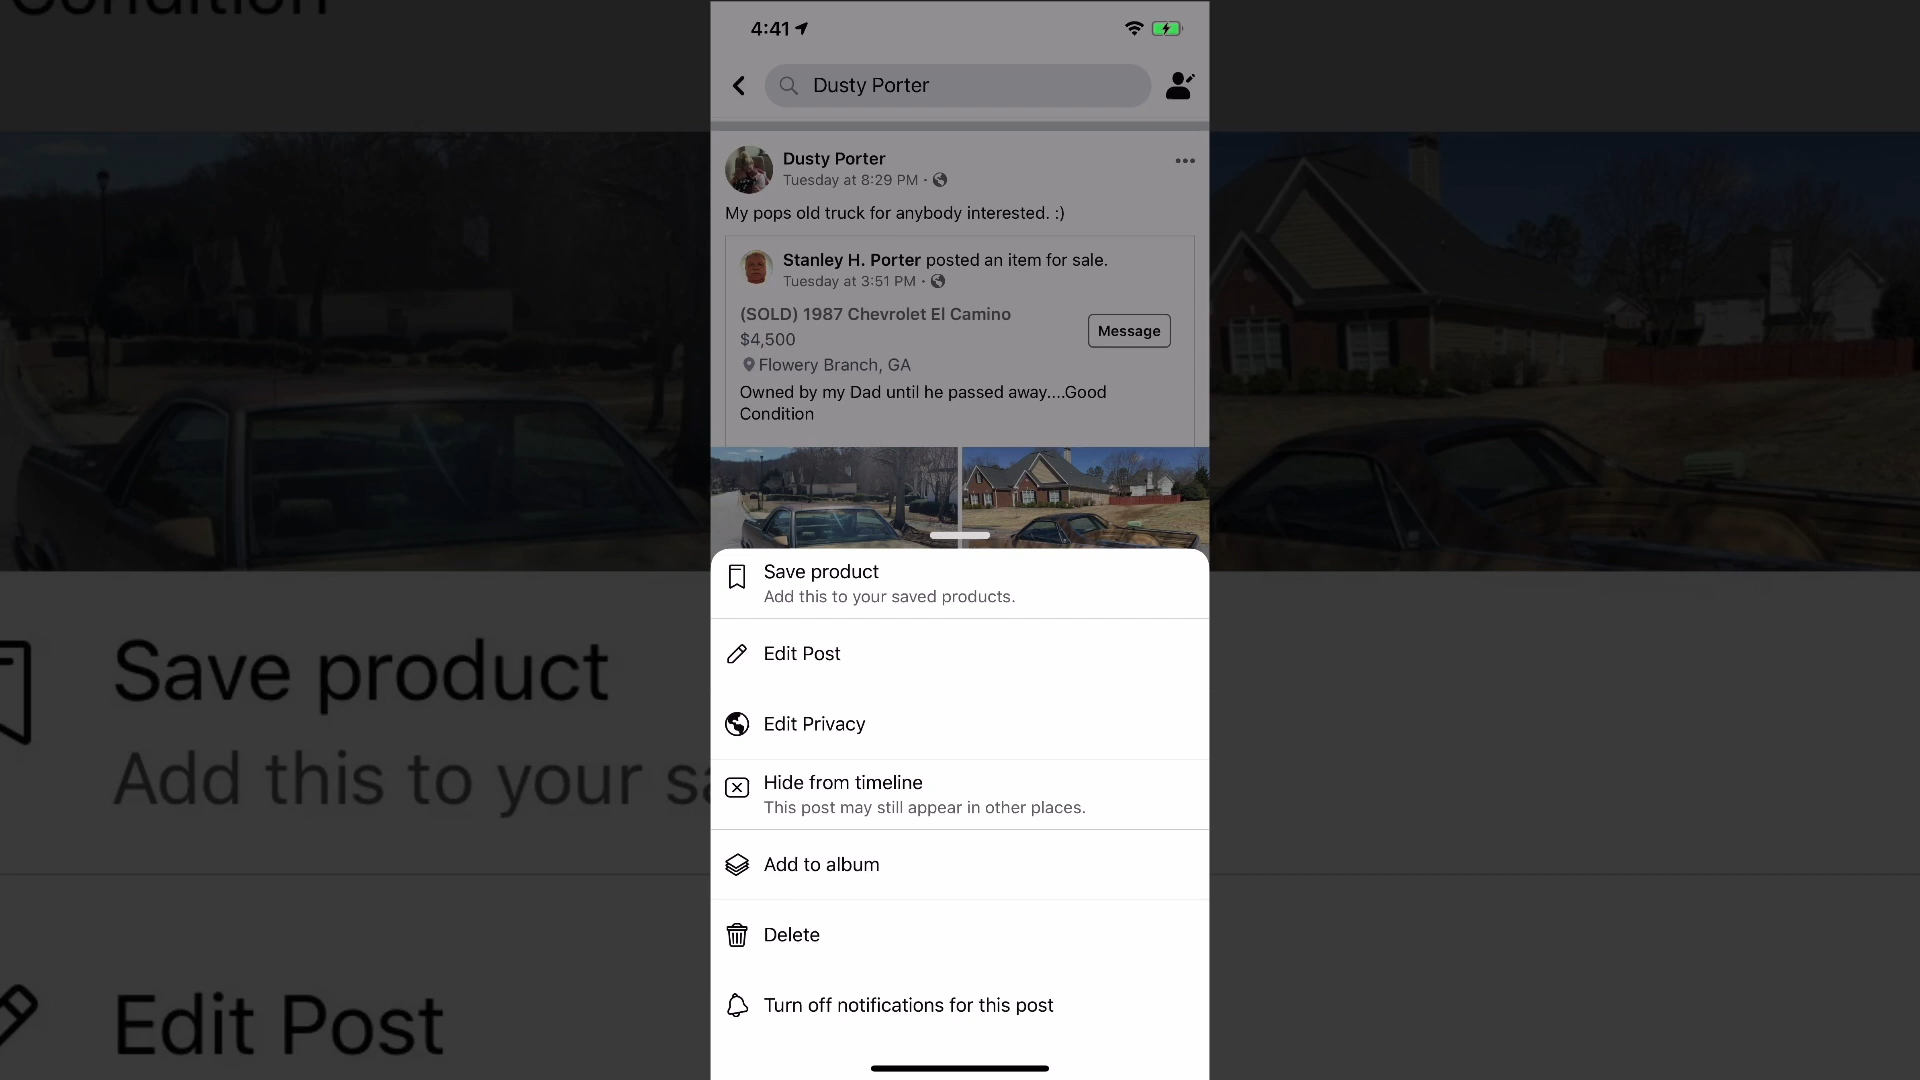 Condition
4:41
Dusty Porter
Dusty Porter
Tuesday at 8:29 PM ·
My pops old truck for anybody interested. :)
Stanley H. Porter posted an item for sale.
Tuesday at 3:51 PM ·
(SOLD) 1987 Chevrolet El Camino
$4,500
Message
Flowery Branch, GA
Owned by my Dad until he passed away....Good
Condition
Save product
Add this to your saved products.
Edit Post
Edit Privacy
Hide from timeline
This post may still appear in other places.
Add to album
Delete
Turn off notifications for this post
Save product
Add this to your sa
Edit Post